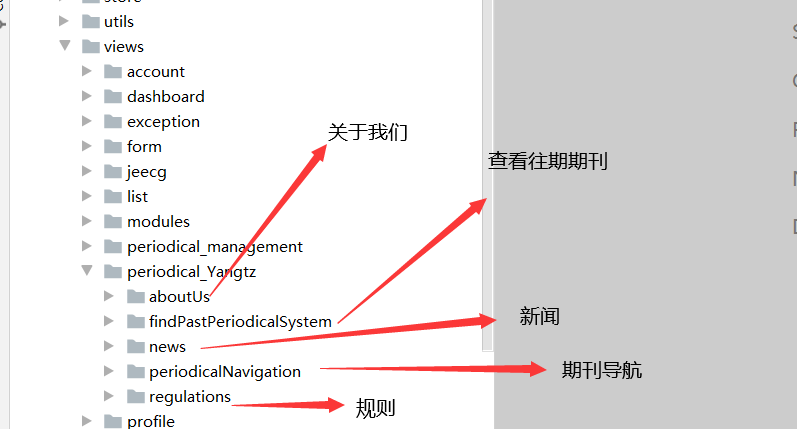 utils
views
account
dashboard
exception
关于我们
form
查看往期期刊
jeecg
list
modules
periodical_management
periodical_Yangtz
aboutUs
findPastPeriodicalSystem
新闻
news
periodicalNavigation
期刊导航
regulations
规则
profile